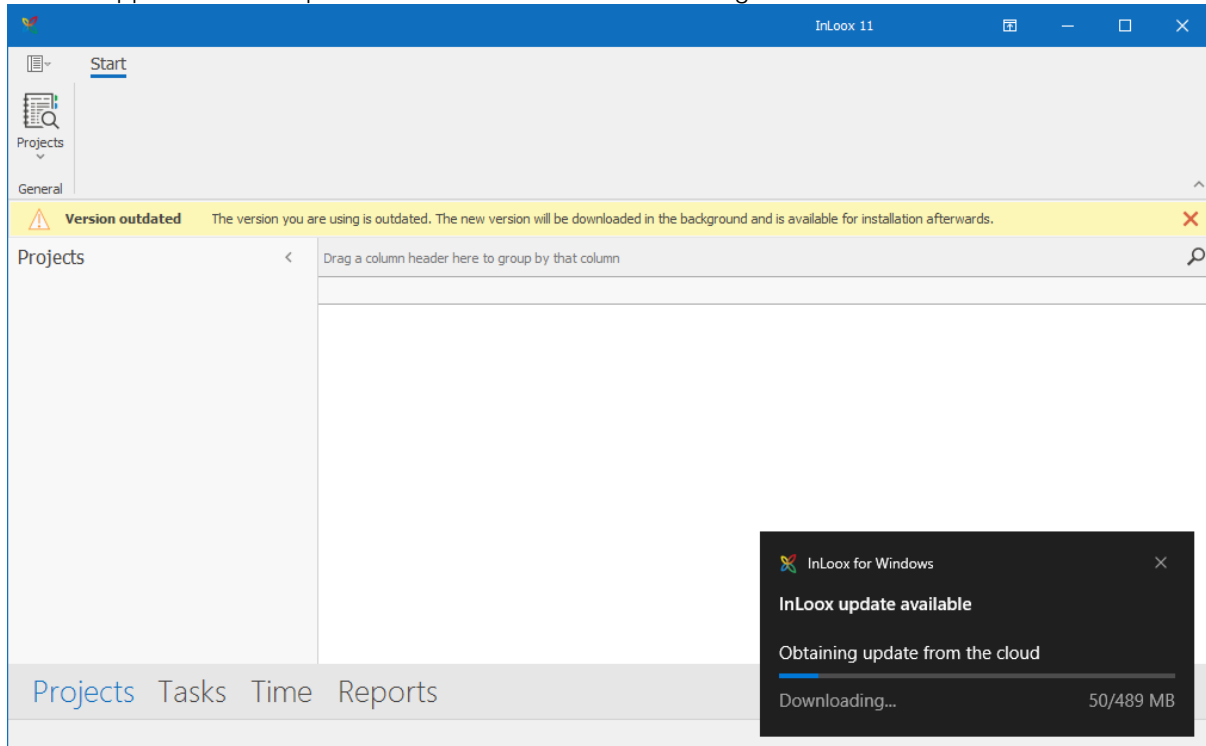 InLoox 11
Start
Projects
General
Version outdated The version you are using is outdated. The new version will be downloaded in the background and is available for installation afterwards.
Projects
Drag a column header here to group by that column
InLoox for Windows
InLoox update available
Obtaining update from the cloud
Downloading... 50/489 MB
Projects Tasks Time Reports